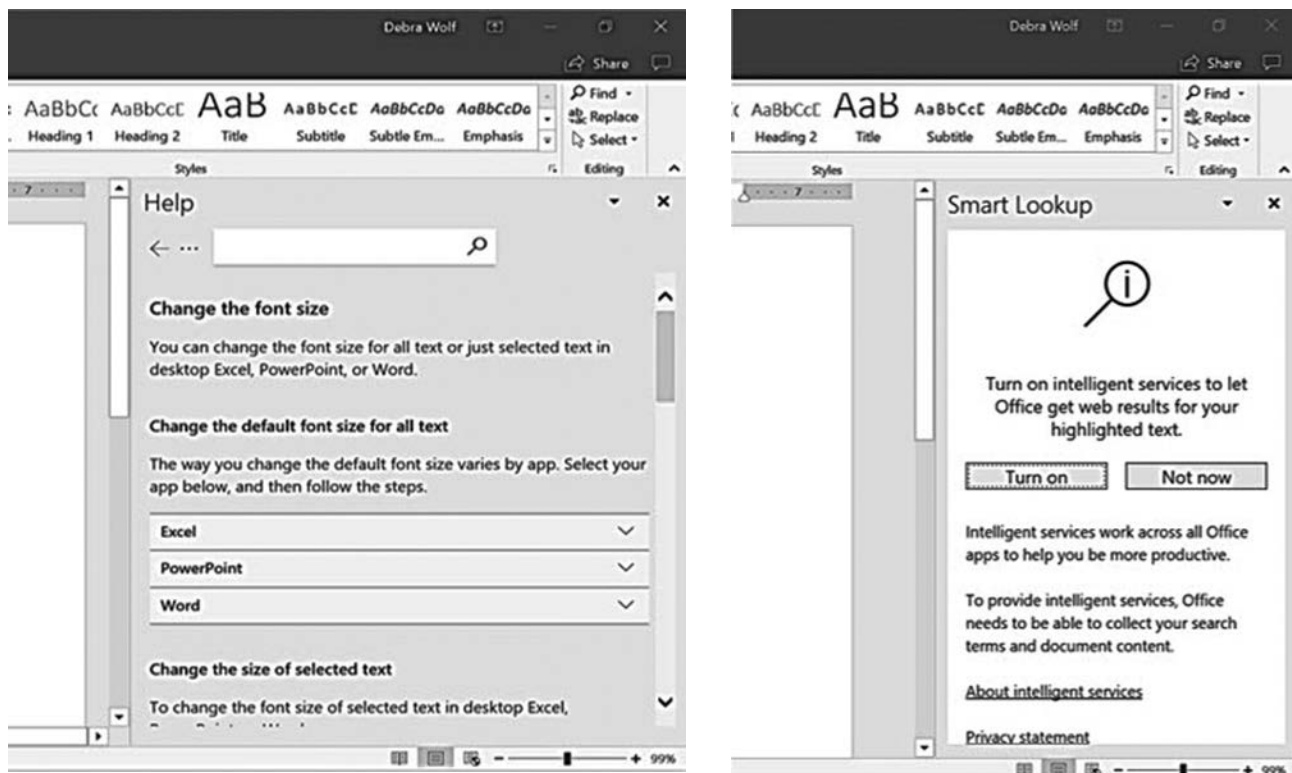 Debra Wolf
Share
AaBbCc AaBbCcC AaB AaBbCcC AaBbCcDa AaBbCcDa
Heading 1 Heading 2 Title Subtitle Subtle Em... Emphasis
Find
Replace
Select
Styles
Editing
7
Help
...
Change the font size
You can change the font size for all text or just selected text in
desktop Excel, PowerPoint, or Word.
Change the default font size for all text
The way you change the default font size varies by app. Select your
app below, and then follow the steps.
Excel
PowerPoint
Word
Change the size of selected text
To change the font size of selected text in desktop Excel,
99%
Debra Wolf
Share
AaBbCcC AaB AaBbCcC AaBbCcDa AaBbCcDa
Heading 2 Title Subtitle Subtle Em... Emphasis
Find
Replace
Select
Styles
Editing
7
Smart Lookup
Turn on intelligent services to let
Office get web results for your
highlighted text.
Turn on Not now
Intelligent services work across all Office
apps to help you be more productive.
To provide intelligent services, Office
needs to be able to collect your search
terms and document content.
About intelligent services
Privacy statement
99%